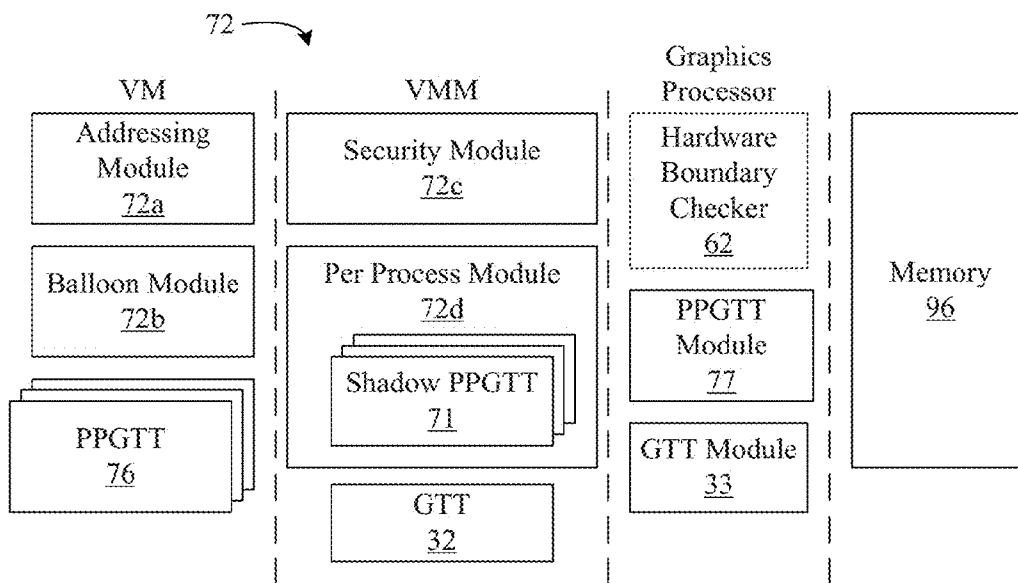 72
VM
Addressing
Module
72a
Balloon Module
72b
PPGTT
76
VMM
Security Module
72c
Per Process Module
72d
Shadow PPGTT
71
GTT
32
Graphics
Processor
Hardware
Boundary
Checker
62
PPGTT
Module
77
GTT Module
33
Memory
96